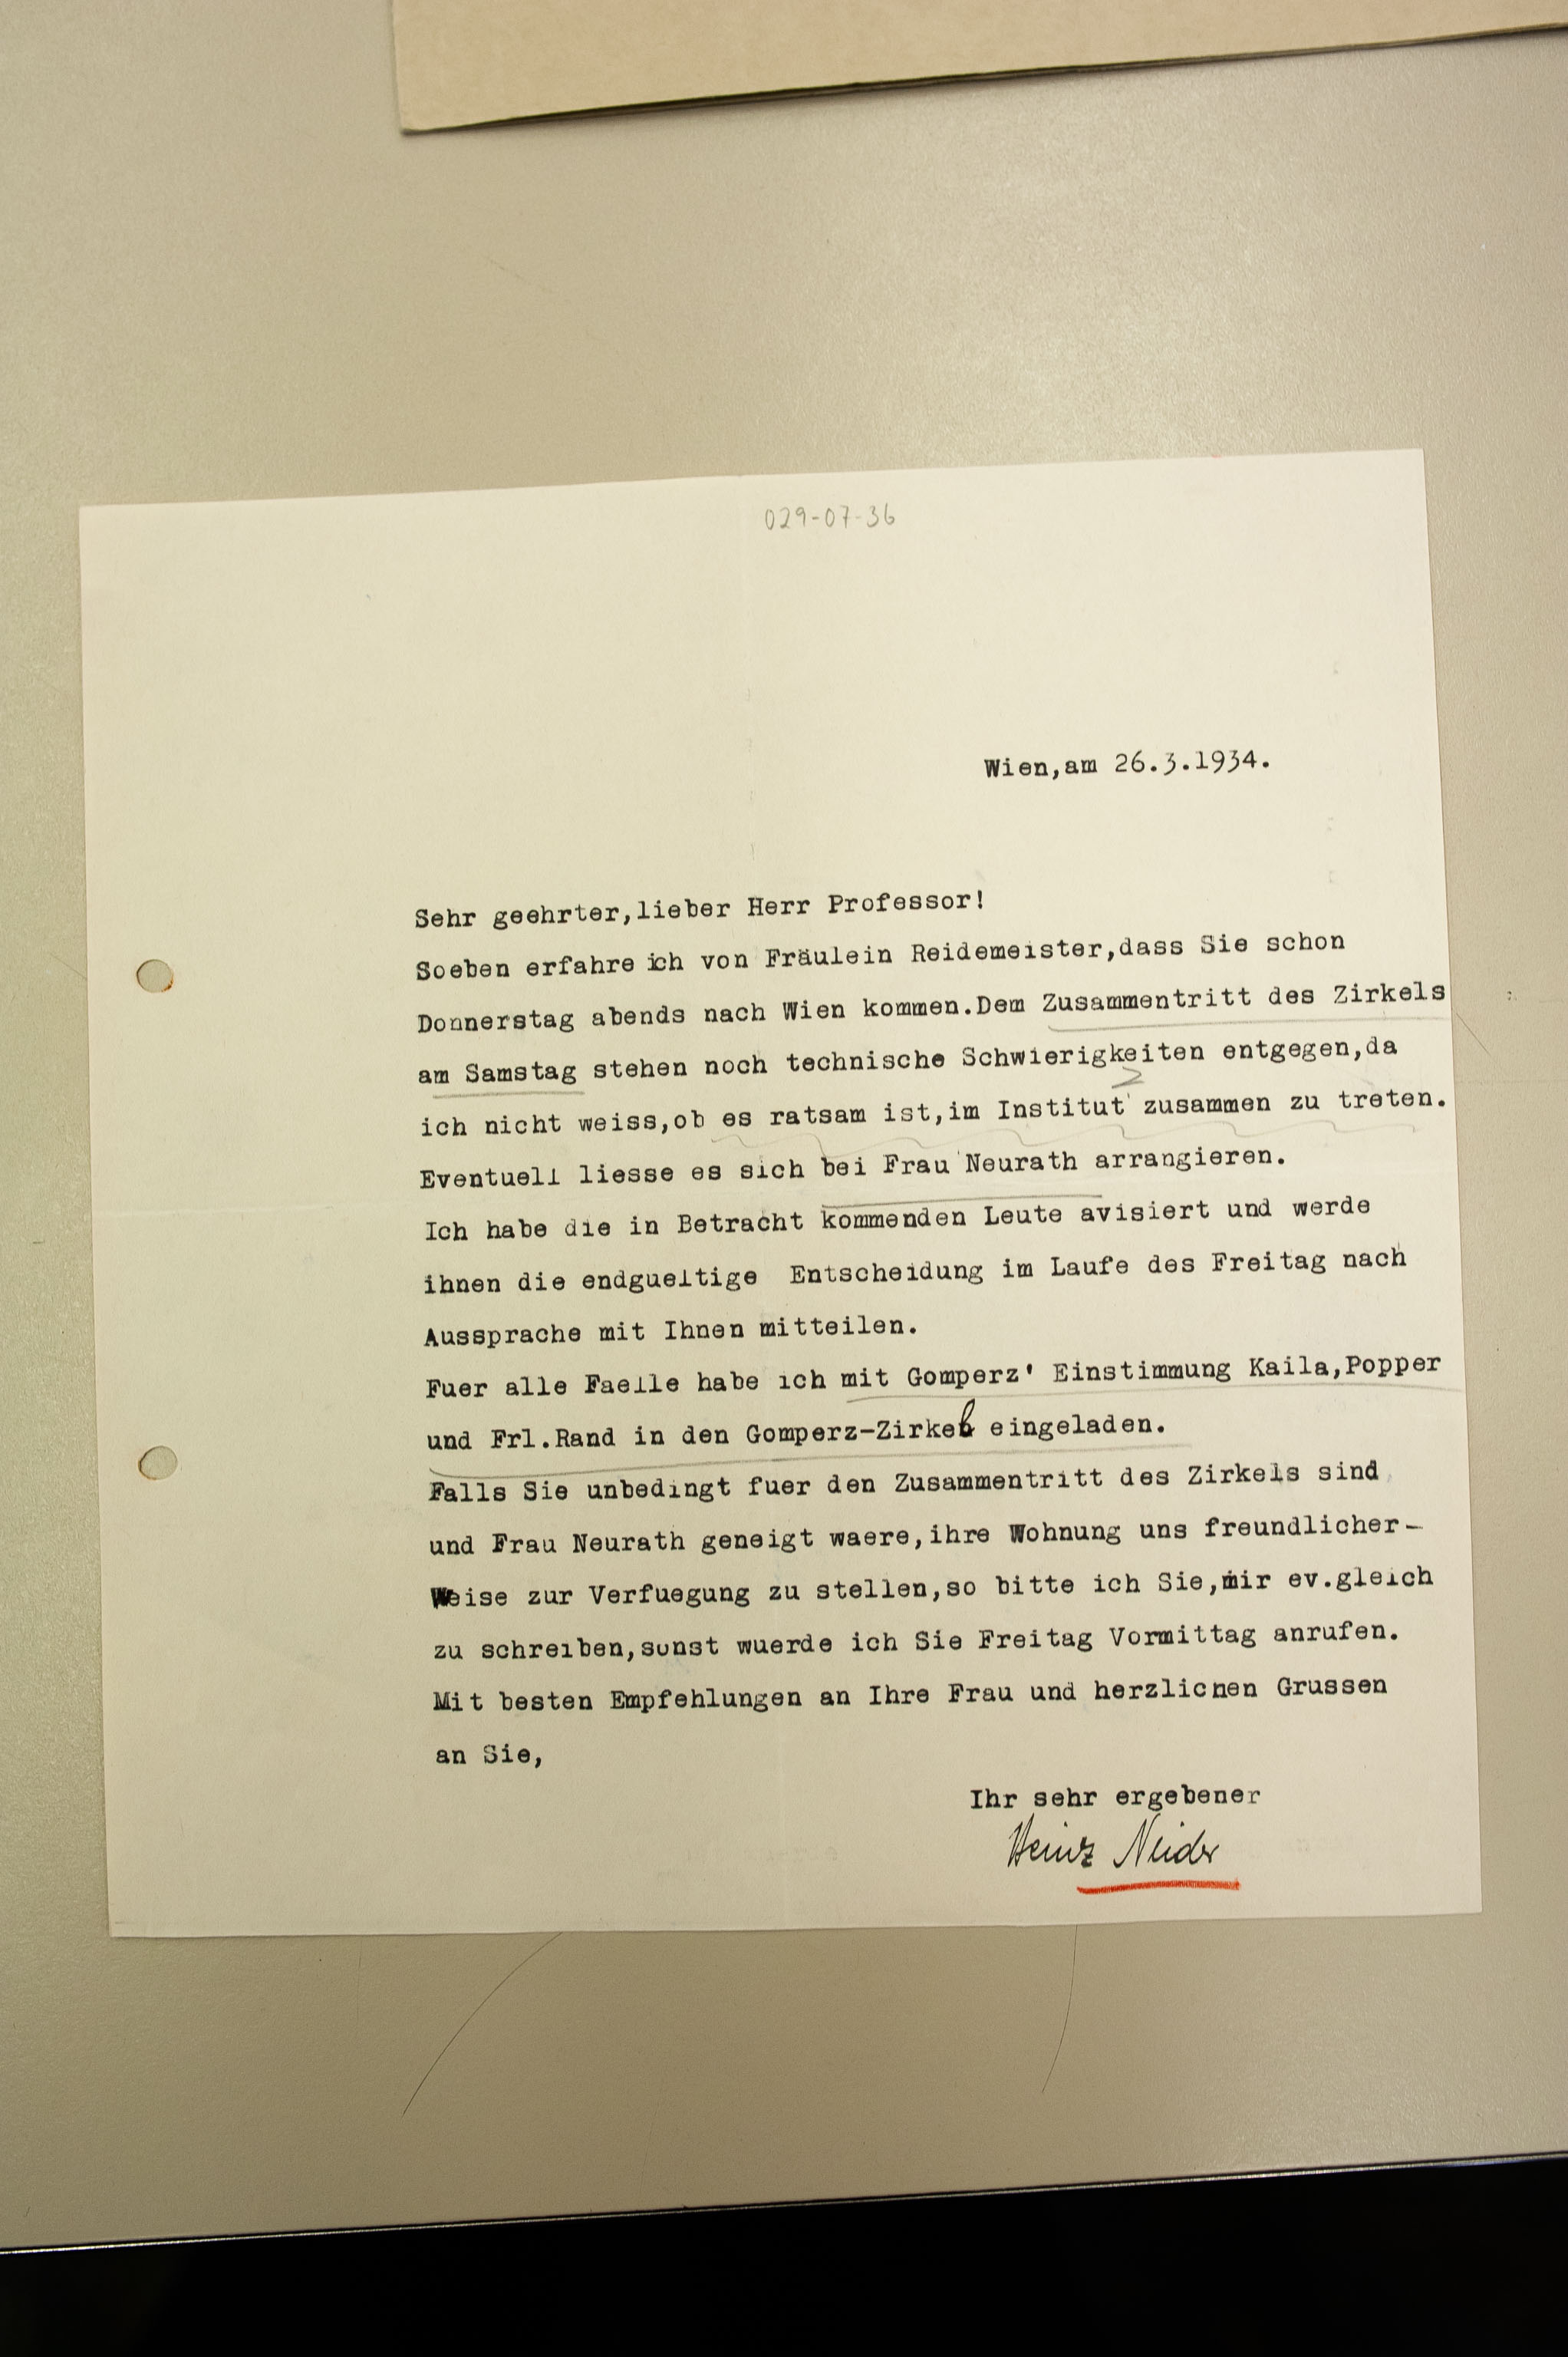 029-07-36
Wien,am 26.3.1934.
Sehr geehrter,lieber Herr Professor!
Soeben erfahre ich von Fräulein Reidemeister,dass Sie schon
Donnerstag abends nach Wien kommen.Dem Zusammentritt des Zirkels
am Samstag stehen noch technische Schwierigkeiten entgegen,da
ich nicht weiss,ob es ratsam ist,im Institut zusammen zu treten.
Eventuell liesse es sich bei Frau Neurath arrangieren.
Ich habe die in Betracht kommenden Leute avisiert und werde
ihnen die endgueltige Entscheidung im Laufe des Freitag nach
Aussprache mit Ihnen mitteilen.
Fuer alle Faelle habe ich mit Gomperz' Einstimmung Kaila,Popper
und Frl.Rand in den Gomperz-Zirkel eingeladen.
Falls Sie unbedingt fuer den Zusammentritt des Zirkels sind
und Frau Neurath geneigt waere,ihre Wohnung uns freundlicher-
Weise zur Verfuegung zu stellen,so bitte ich Sie,mir ev.gleich
zu schreiben,sonst wuerde ich Sie Freitag Vormittag anrufen.
Mit besten Empfehlungen an Ihre Frau und herzlichen Grussen
an Sie,
Ihr sehr ergebener
Heinz Neider